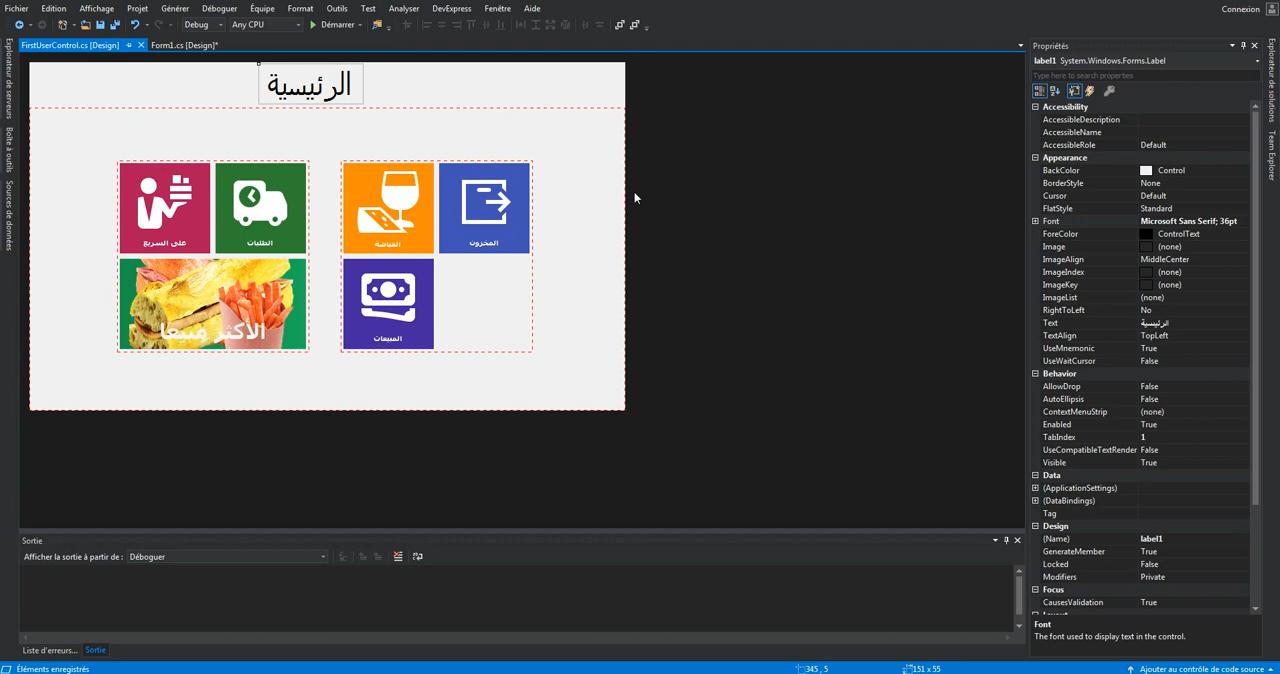 Fichier Edition Affichage Projet Générer Déboguer Équipe Format Outils Test Analyser DevExpress Fenêtre Aide Connexion
Debug Any CPU Démarrer
FirstUserControl.cs [Design] Form1.cs [Design]*
Explorateur de serveurs
Boîte à outils
Sources de données
الرئيسية
على السريع
الطلبات
المخزون
الأكثر مبيعا
المبيعات
Sortie
Afficher la sortie à partir de : Déboguer
Liste d'erreurs... Sortie
Propriétés
label1 System.Windows.Forms.Label
Type here to search properties
Accessibility
AccessibleDescription
AccessibleName
AccessibleRole Default
Appearance
BackColor Control
BorderStyle None
Cursor Default
FlatStyle Standard
Font Microsoft Sans Serif; 36pt
ForeColor ControlText
Image (none)
ImageAlign MiddleCenter
ImageIndex (none)
ImageKey (none)
ImageList (none)
RightToLeft No
Text الرئيسية
TextAlign TopLeft
UseMnemonic True
UseWaitCursor False
Behavior
AllowDrop False
AutoEllipsis False
ContextMenuStrip (none)
Enabled True
TabIndex 1
UseCompatibleTextRender False
Visible True
Data
(ApplicationSettings)
(DataBindings)
Tag
Design
(Name) label1
GenerateMember True
Locked False
Modifiers Private
Focus
CausesValidation True
Font
The font used to display text in the control.
Explorateur de solutions
Team Explorer
Éléments enregistrés 345 , 5 151 x 55 Ajouter au contrôle de code source